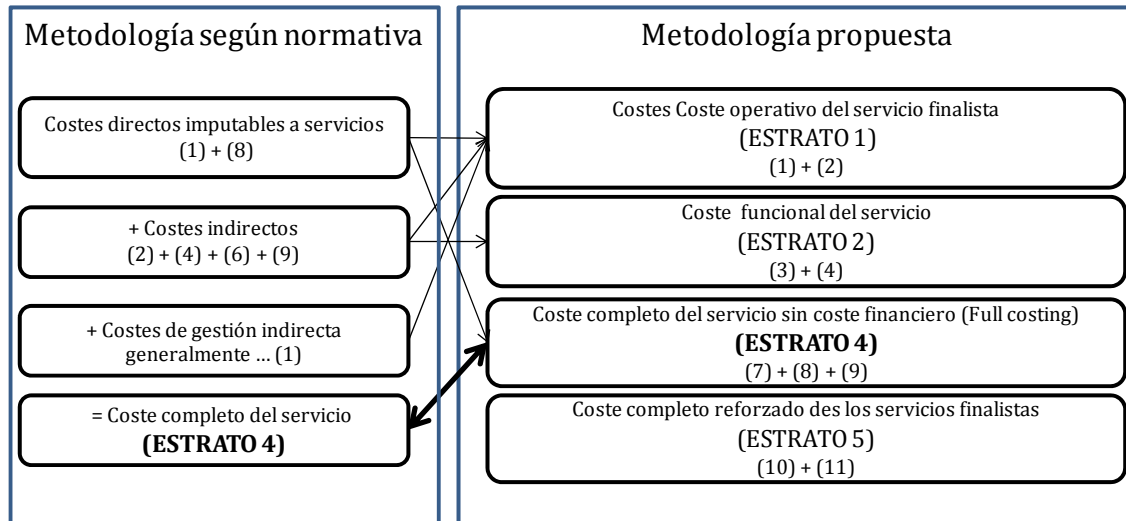 Metodología según normativa
Costes directos imputables a servicios
(1) + (8)
+ Costes indirectos
(2) + (4) + (6) + (9)
+ Costes de gestión indirecta
generalmente ... (1)
= Coste completo del servicio
(ESTRATO 4)
Metodología propuesta
Costes Coste operativo del servicio finalista
(ESTRATO 1)
(1) + (2)
Coste funcional del servicio
(ESTRATO 2)
(3) + (4)
Coste completo del servicio sin coste financiero (Full costing)
(ESTRATO 4)
(7) + (8) + (9)
Coste completo reforzado des los servicios finalistas
(ESTRATO 5)
(10) + (11)